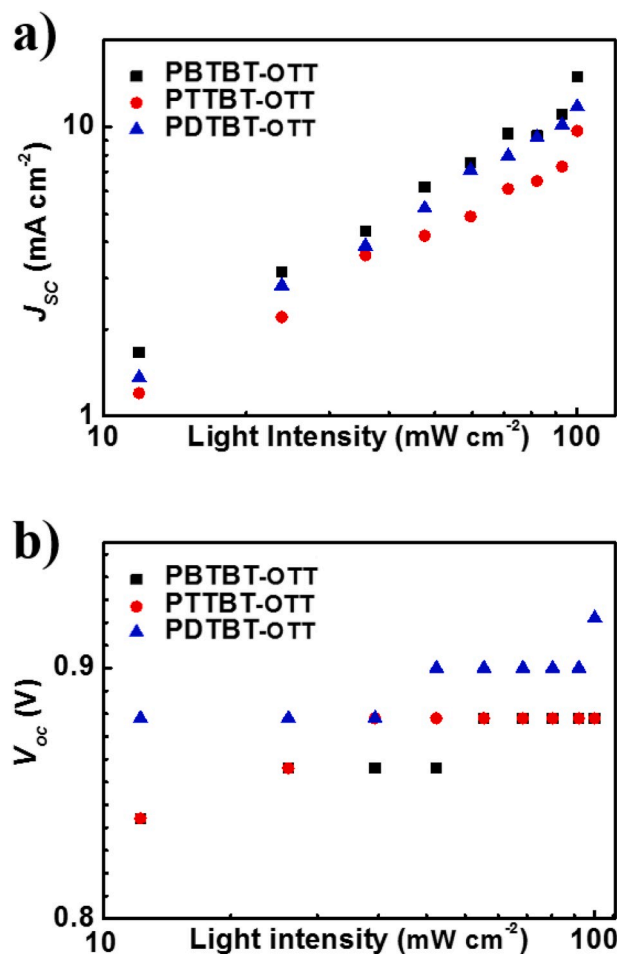 a)
PBTBT-OTT
PTTBT-OTT
PDTBT-OTT
10
1
J_SC (mA cm⁻²)
10
100
Light Intensity (mW cm⁻²)
b)
PBTBT-OTT
PTTBT-OTT
PDTBT-OTT
0.9
0.8
V_oc (V)
10
100
Light intensity (mW cm⁻²)